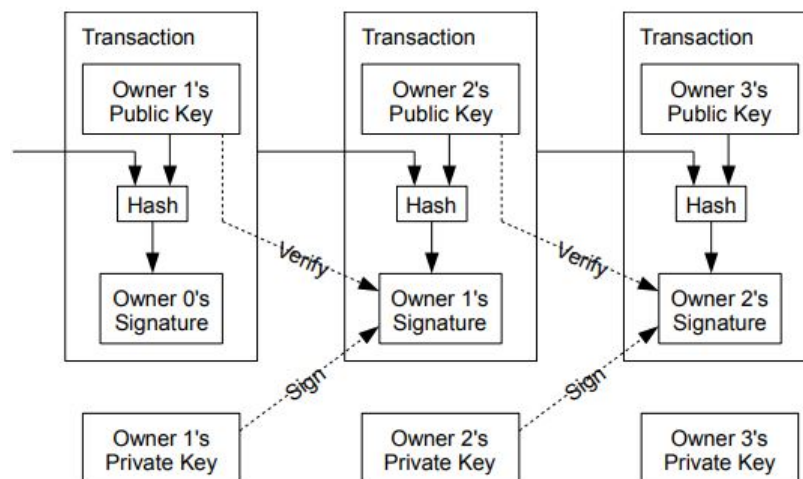 Transaction
Transaction
Transaction
Owner 1's
Public Key
Owner 2's
Public Key
Owner 3's
Public Key
Hash
Hash
Hash
Verify
Verify
Owner 0's
Signature
Owner 1's
Signature
Owner 2's
Signature
Sign
Sign
Owner 1's
Private Key
Owner 2's
Private Key
Owner 3's
Private Key